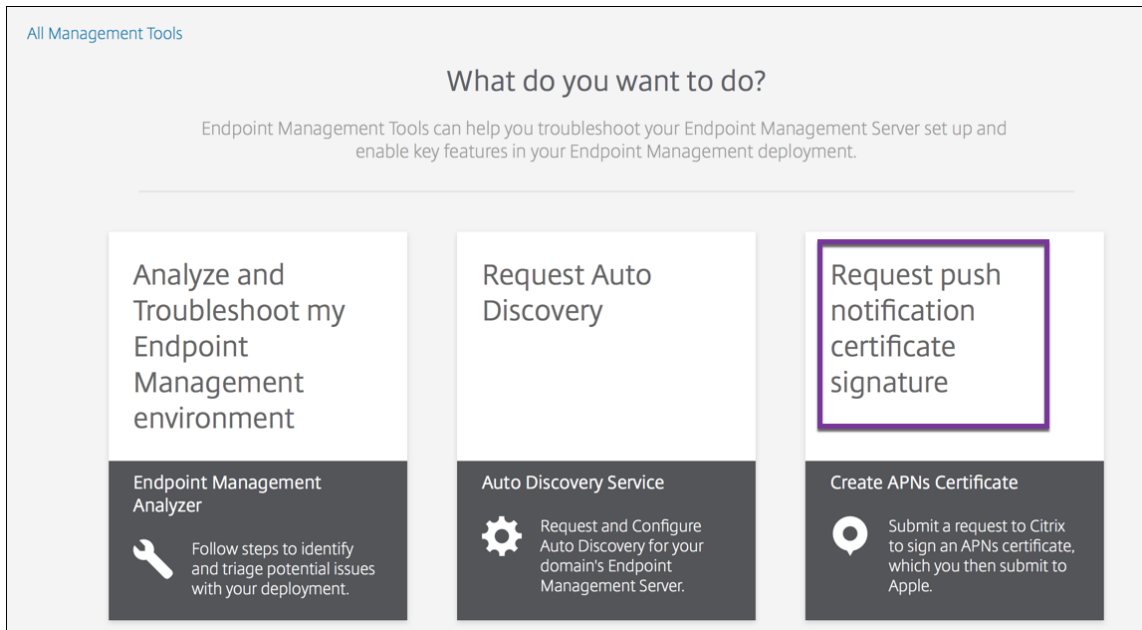 All Management Tools
What do you want to do?
Endpoint Management Tools can help you troubleshoot your Endpoint Management Server set up and
enable key features in your Endpoint Management deployment.
Analyze and
Troubleshoot my
Endpoint
Management
environment
Endpoint Management
Analyzer
Follow steps to identify
and triage potential issues
with your deployment.
Request Auto
Discovery
Auto Discovery Service
Request and Configure
Auto Discovery for your
domain's Endpoint
Management Server.
Request push
notification
certificate
signature
Create APNs Certificate
Submit a request to Citrix
to sign an APNs certificate,
which you then submit to
Apple.